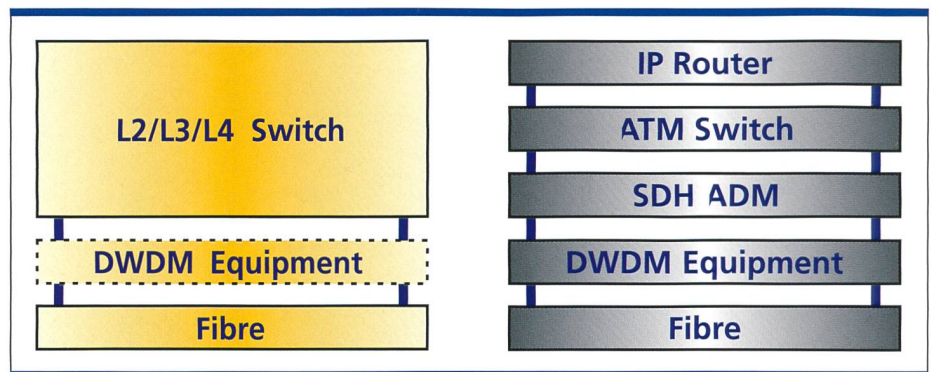 L2/L3/L4 Switch
DWDM Equipment
Fibre
IP Router
ATM Switch
SDH ADM
DWDM Equipment
Fibre